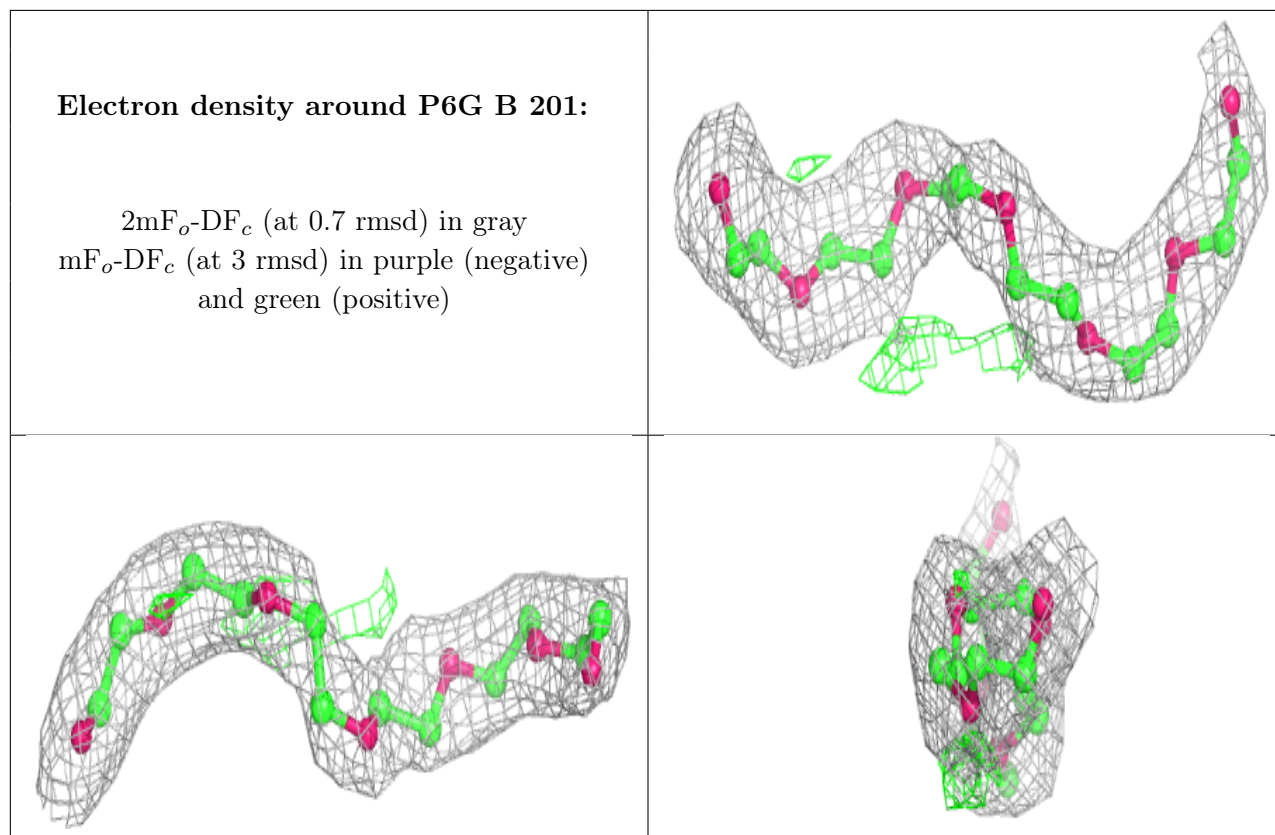 Electron density around P6G B 201:
2mFo-DFc (at 0.7 rmsd) in gray
mFo-DFc (at 3 rmsd) in purple (negative)
and green (positive)